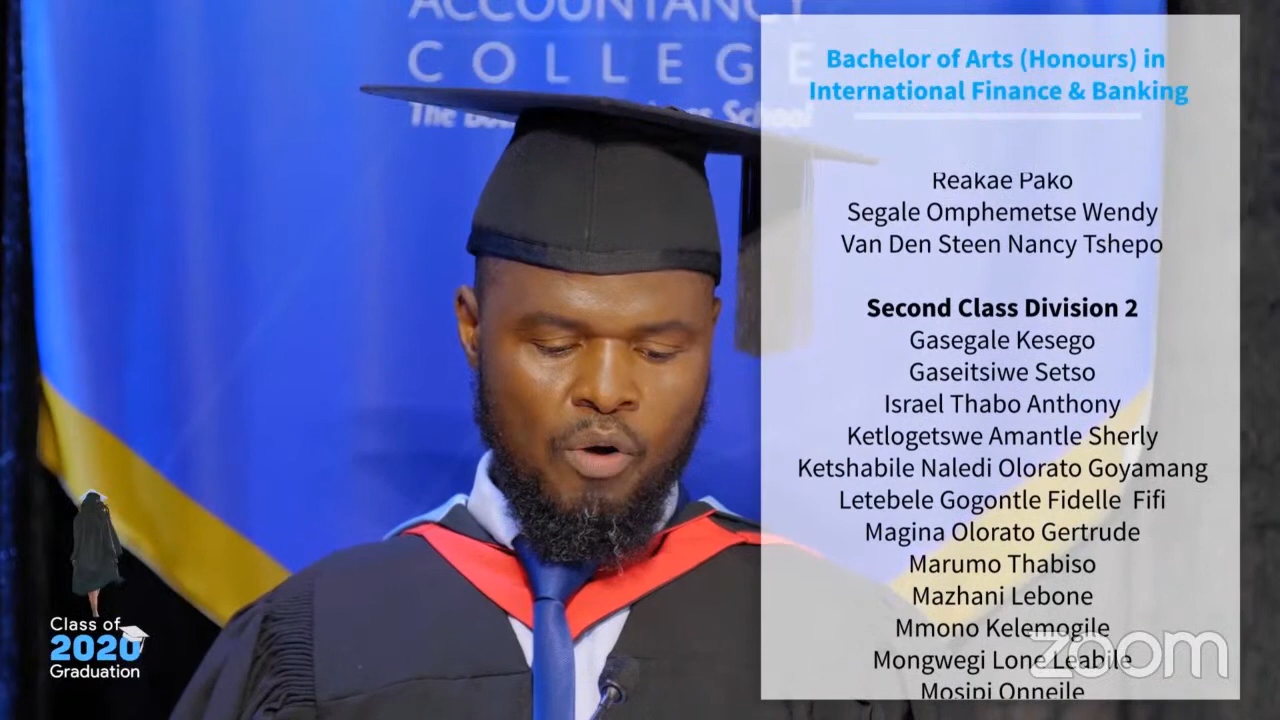 ACCOUNTANCY
COLLEGE
The
School
Bachelor of Arts (Honours) in
International Finance & Banking
Reakae Pako
Segale Omphemetse Wendy
Van Den Steen Nancy Tshepo
Second Class Division 2
Gasegale Kesego
Gaseitsiwe Setso
Israel Thabo Anthony
Ketlogetswe Amantle Sherly
Ketshabile Naledi Olorato Goyamang
Letebele Gogontle Fidelle Fifi
Magina Olorato Gertrude
Marumo Thabiso
Mazhani Lebone
Mmono Kelemogile
Mongwegi Lone Leabile
Mosipi Onneile
Class of
2020
Graduation
zoom